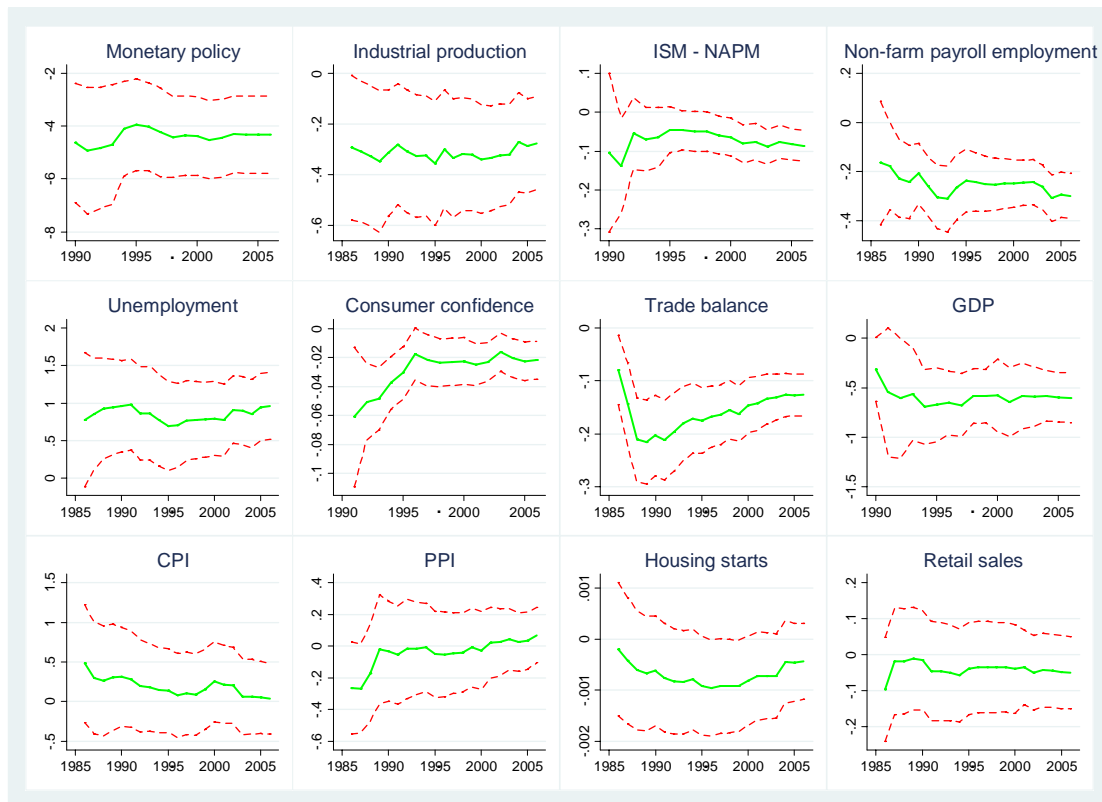 Monetary policy
-2
-4
-6
-8
1990 1995 2000 2005
Industrial production
0
-.2
-.4
-.6
1985 1990 1995 2000 2005
ISM - NAPM
.1
0
-.1
-.2
-.3
1990 1995 2000 2005
Non-farm payroll employment
.2
0
-.2
-.4
1985 1990 1995 2000 2005
Unemployment
2
1.5
1
.5
0
1985 1990 1995 2000 2005
Consumer confidence
0
-.02
-.04
-.06
-.08
-.1
1990 1995 2000 2005
Trade balance
0
-.1
-.2
-.3
1985 1990 1995 2000 2005
GDP
0
-.5
-1
-1.5
1990 1995 2000 2005
CPI
1.5
1
.5
0
-.5
1985 1990 1995 2000 2005
PPI
.4
.2
0
-.2
-.4
-.6
1985 1990 1995 2000 2005
Housing starts
.001
0
-.001
-.002
1985 1990 1995 2000 2005
Retail sales
.2
.1
0
-.1
-.2
1985 1990 1995 2000 2005